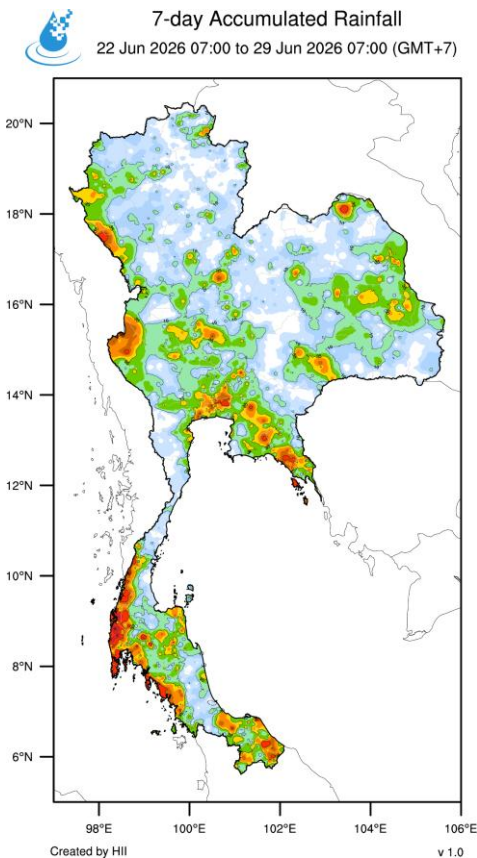 7-day Accumulated Rainfall
22 Jun 2026 07:00 to 29 Jun 2026 07:00 (GMT+7)
20°N
18°N
16°N
14°N
12°N
10°N
8°N
6°N
98°E 100°E 102°E 104°E 106°E
Created by HII v 1.0